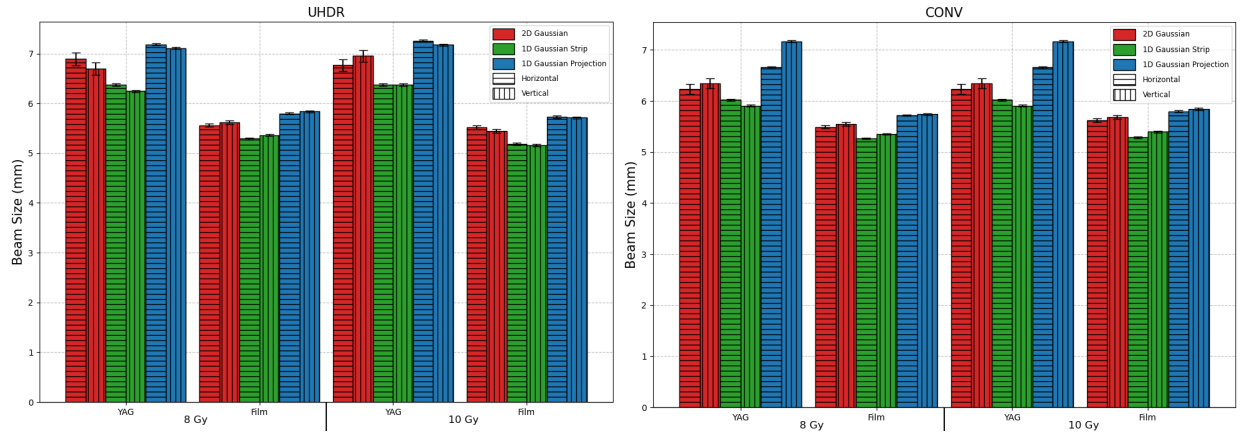 UHDR
Beam Size (mm)
7
6
5
4
3
2
1
0
2D Gaussian
1D Gaussian Strip
1D Gaussian Projection
Horizontal
Vertical
YAG
Film
YAG
Film
8 Gy
10 Gy
CONV
Beam Size (mm)
7
6
5
4
3
2
1
0
2D Gaussian
1D Gaussian Strip
1D Gaussian Projection
Horizontal
Vertical
YAG
Film
YAG
Film
8 Gy
10 Gy